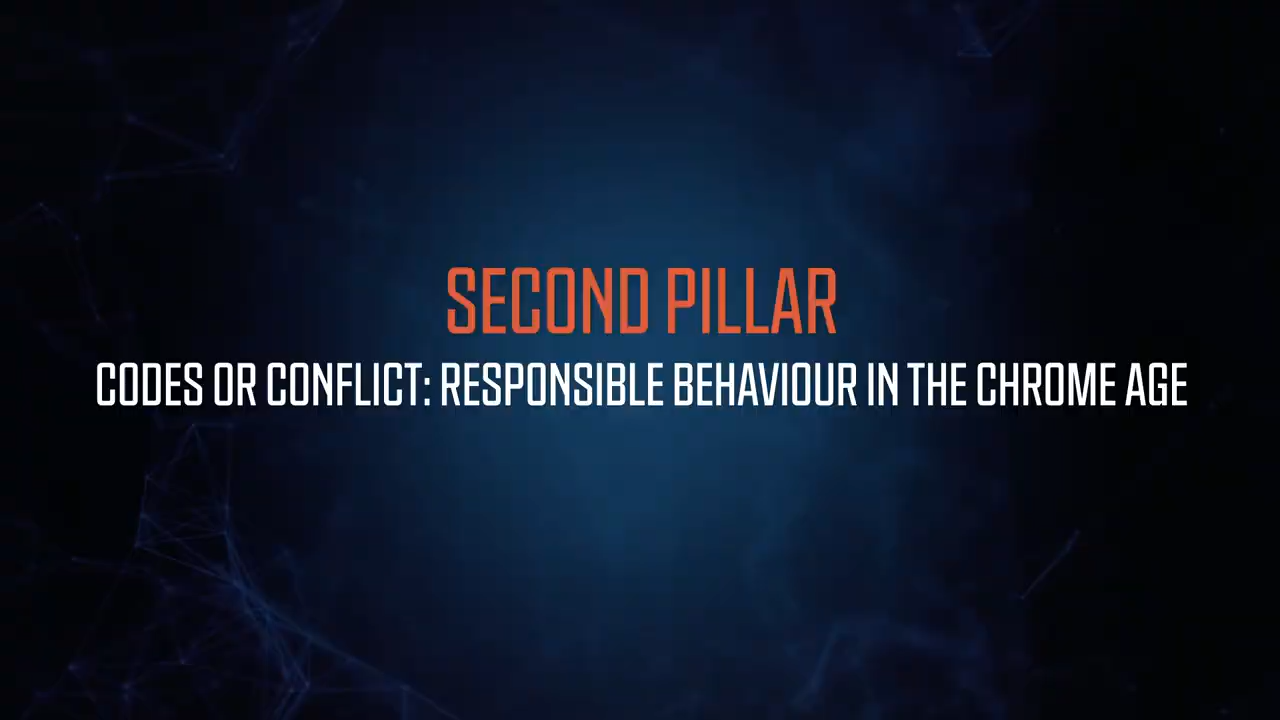 SECOND PILLAR
CODES OR CONFLICT: RESPONSIBLE BEHAVIOUR IN THE CHROME AGE